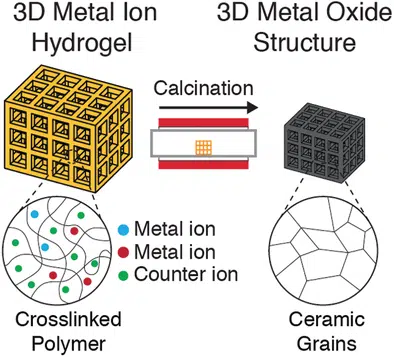 3D Metal Ion
Hydrogel
3D Metal Oxide
Structure
Calcination
Metal ion
Metal ion
Counter ion
Crosslinked
Polymer
Ceramic
Grains